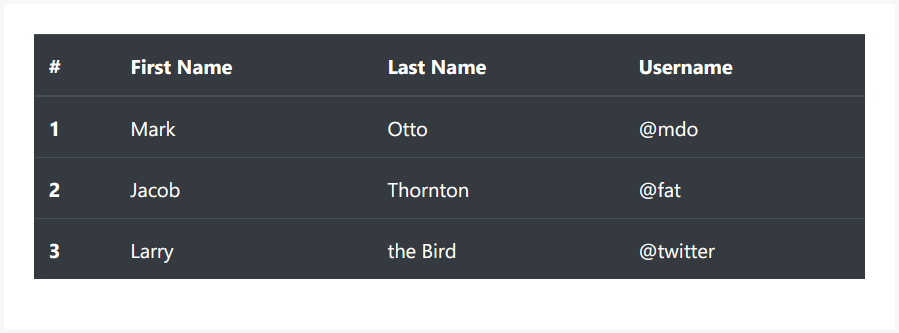 # First Name Last Name Username
1 Mark Otto @mdo
2 Jacob Thornton @fat
3 Larry the Bird @twitter